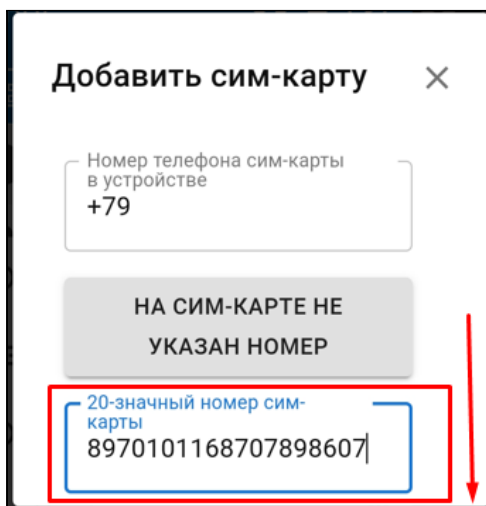 Добавить сим-карту
Номер телефона сим-карты
в устройстве
+79
НА СИМ-КАРТЕ НЕ
УКАЗАН НОМЕР
20-значный номер сим-
карты
8970101168707898607